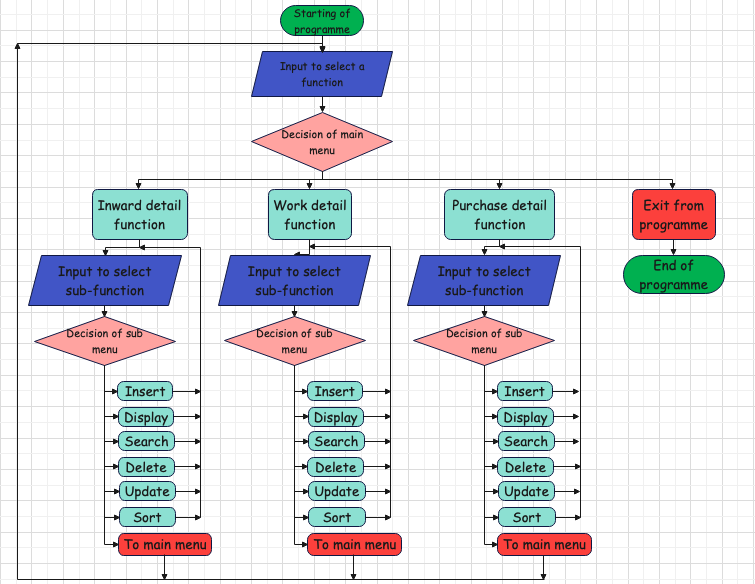 Starting of
programme
Input to select a
function
Decision of main
menu
Inward detail
function
Work detail
function
Purchase detail
function
Exit from
programme
Input to select
sub-function
Input to select
sub-function
Input to select
sub-function
End of
programme
Decision of sub
menu
Decision of sub
menu
Decision of sub
menu
Insert
Insert
Insert
Display
Display
Display
Search
Search
Search
Delete
Delete
Delete
Update
Update
Update
Sort
Sort
Sort
To main menu
To main menu
To main menu